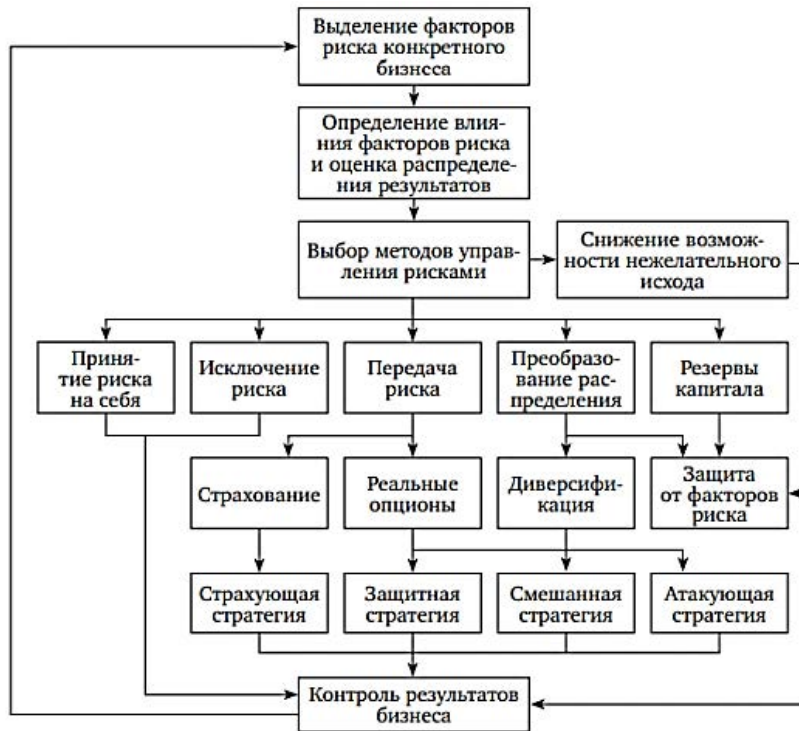 Выделение факторов
риска конкретного
бизнеса
Определение влия-
ния факторов риска
и оценка распределе-
ния результатов
Выбор методов управ-
ления рисками
Снижение возмож-
ности нежелательного
исхода
Приня-
тие риска
на себя
Исключение
риска
Передача
риска
Преобразо-
вание рас-
пределения
Резервы
капитала
Страхование
Реальные
опционы
Диверсифи-
кация
Защита
от факторов
риска
Страхующая
стратегия
Защитная
стратегия
Смешанная
стратегия
Атакующая
стратегия
Контроль результатов
бизнеса